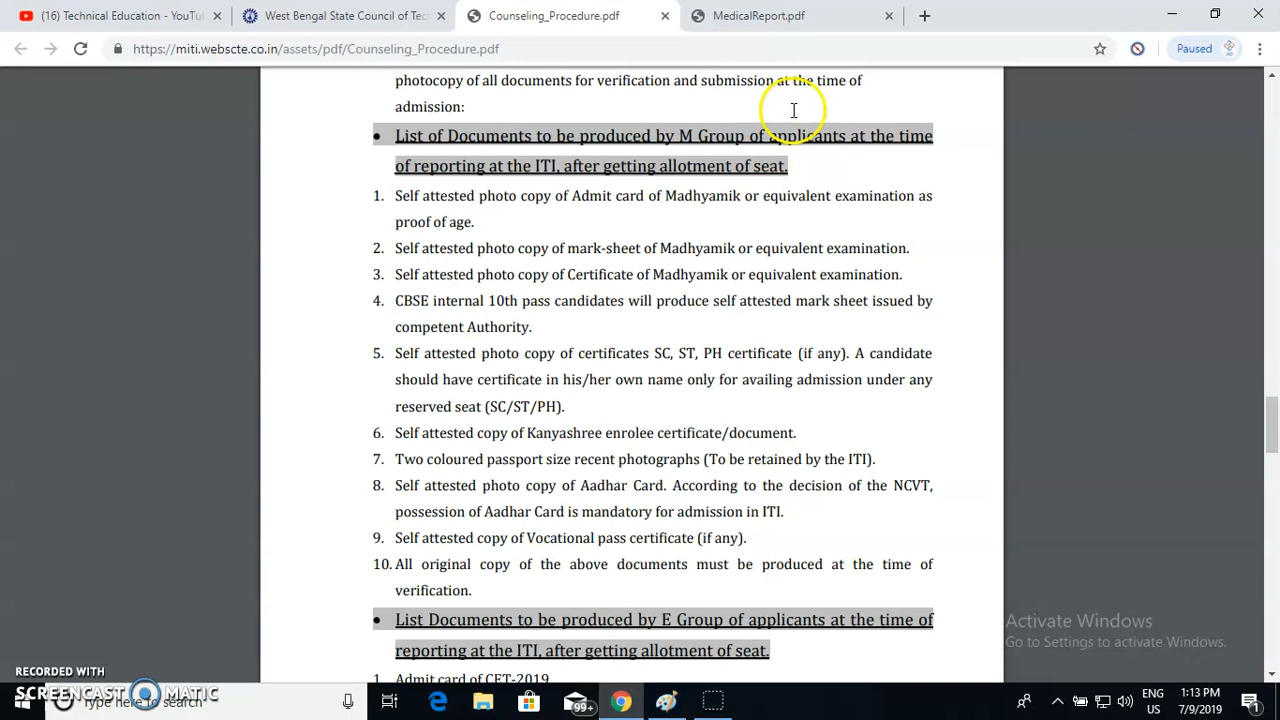 (16) Technical Education - YouTu
West Bengal State Council of Tec
Counseling_Procedure.pdf
MedicalReport.pdf
https://miti.webscte.co.in/assets/pdf/Counseling_Procedure.pdf
Paused
photocopy of all documents for verification and submission at the time of
admission:
• List of Documents to be produced by M Group of applicants at the time
of reporting at the ITI, after getting allotment of seat.
1. Self attested photo copy of Admit card of Madhyamik or equivalent examination as
proof of age.
2. Self attested photo copy of mark-sheet of Madhyamik or equivalent examination.
3. Self attested photo copy of Certificate of Madhyamik or equivalent examination.
4. CBSE internal 10th pass candidates will produce self attested mark sheet issued by
competent Authority.
5. Self attested photo copy of certificates SC, ST, PH certificate (if any). A candidate
should have certificate in his/her own name only for availing admission under any
reserved seat (SC/ST/PH).
6. Self attested copy of Kanyashree enrolee certificate/document.
7. Two coloured passport size recent photographs (To be retained by the ITI).
8. Self attested photo copy of Aadhar Card. According to the decision of the NCVT,
possession of Aadhar Card is mandatory for admission in ITI.
9. Self attested copy of Vocational pass certificate (if any).
10. All original copy of the above documents must be produced at the time of
verification.
• List Documents to be produced by E Group of applicants at the time of
reporting at the ITI, after getting allotment of seat.
1. Admit card of CET-2019
Activate Windows
Go to Settings to activate Windows.
RECORDED WITH
SCREENCAST MATIC
Type here to search
99+
ENG
US
1:13 PM
7/9/2019
1